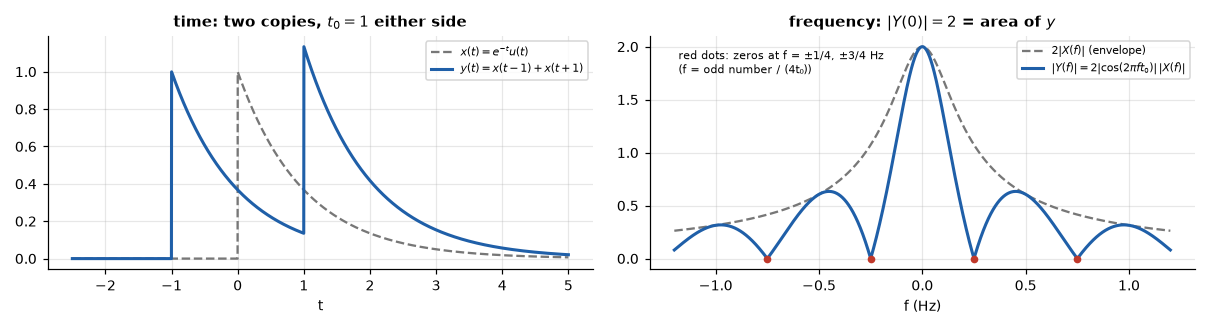 time: two copies, t₀ = 1 either side
x(t) = e⁻ᵗu(t)
y(t) = x(t − 1) + x(t + 1)
1.0
0.8
0.6
0.4
0.2
0.0
−2 −1 0 1 2 3 4 5
t
frequency: |Y(0)| = 2 = area of y
red dots: zeros at f = ±1/4, ±3/4 Hz
(f = odd number / (4t₀))
2|X(f)| (envelope)
|Y(f)| = 2|cos(2πft₀)||X(f)|
2.0
1.5
1.0
0.5
0.0
−1.0 −0.5 0.0 0.5 1.0
f (Hz)